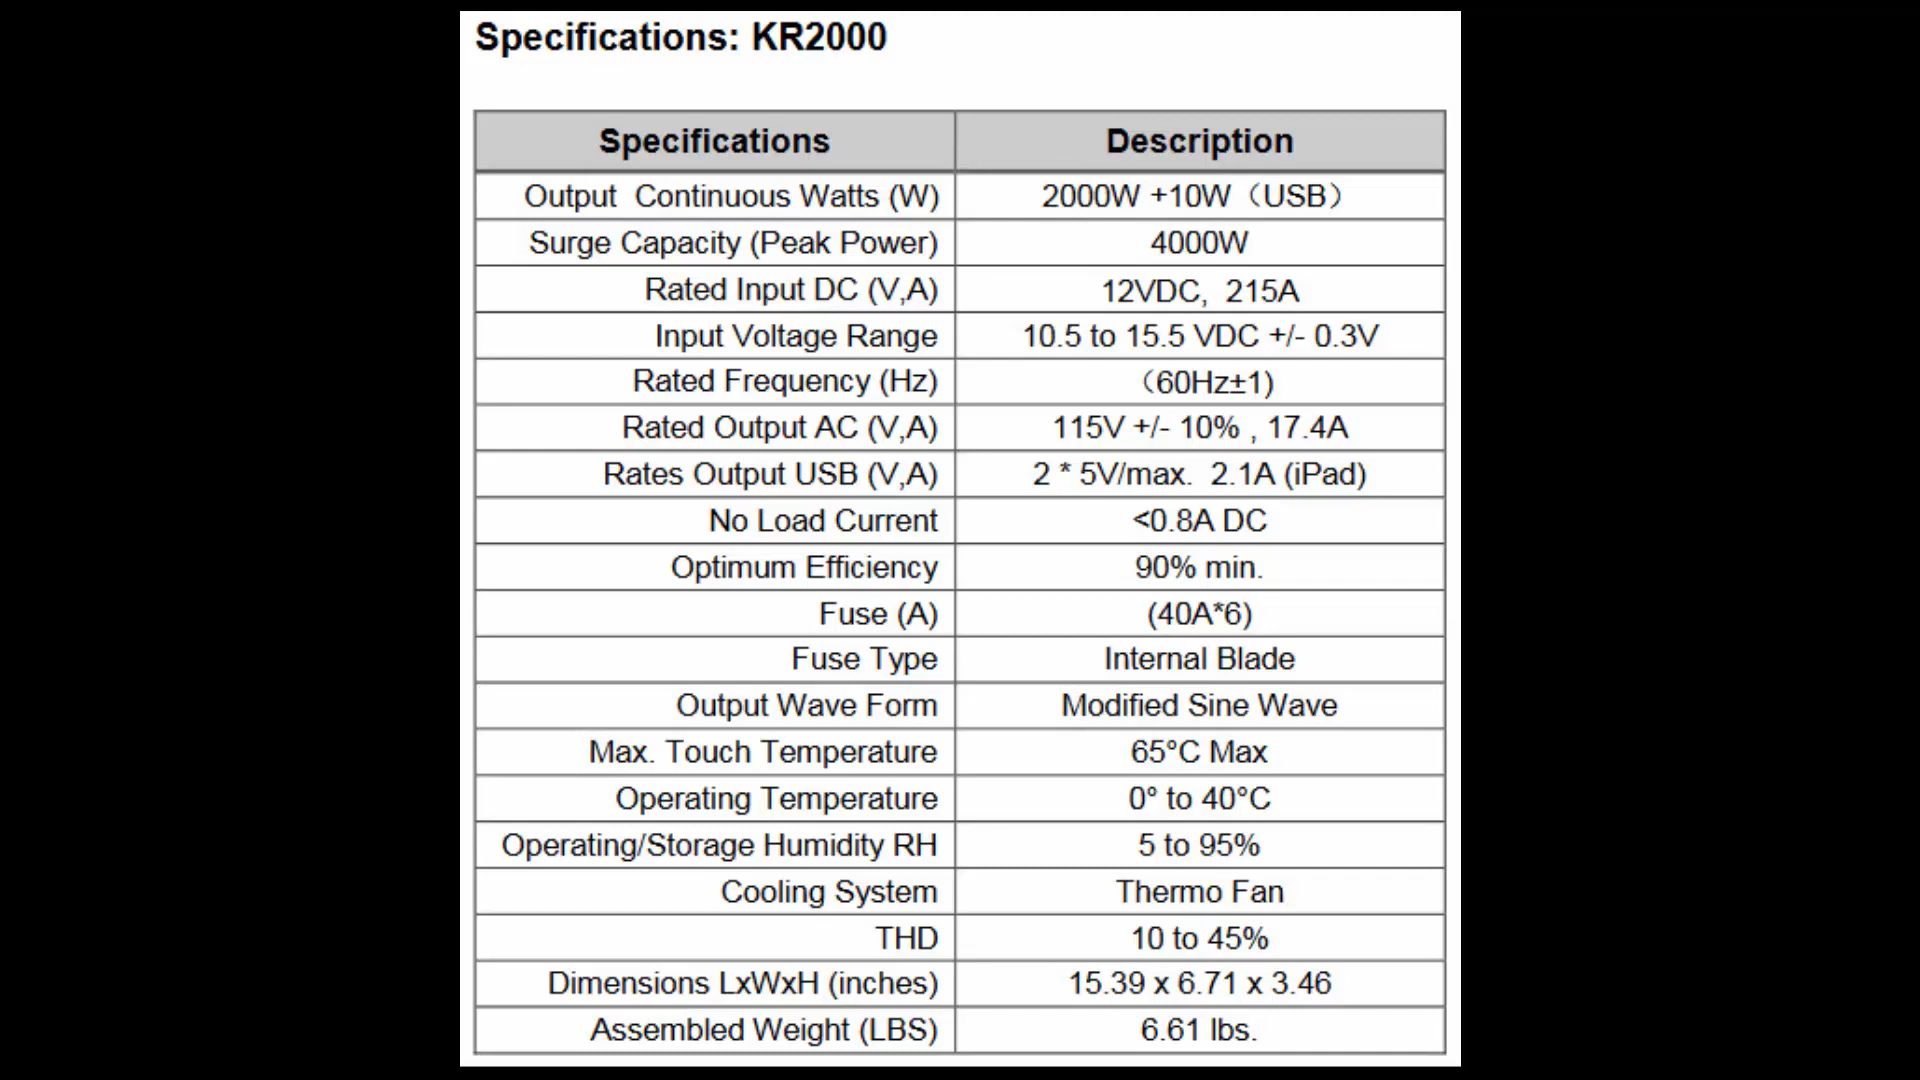 Specifications: KR2000
Specifications Description
Output Continuous Watts (W) 2000W +10W（USB）
Surge Capacity (Peak Power) 4000W
Rated Input DC (V,A) 12VDC, 215A
Input Voltage Range 10.5 to 15.5 VDC +/- 0.3V
Rated Frequency (Hz) （60Hz±1)
Rated Output AC (V,A) 115V +/- 10% , 17.4A
Rates Output USB (V,A) 2 * 5V/max. 2.1A (iPad)
No Load Current <0.8A DC
Optimum Efficiency 90% min.
Fuse (A) (40A*6)
Fuse Type Internal Blade
Output Wave Form Modified Sine Wave
Max. Touch Temperature 65°C Max
Operating Temperature 0° to 40°C
Operating/Storage Humidity RH 5 to 95%
Cooling System Thermo Fan
THD 10 to 45%
Dimensions LxWxH (inches) 15.39 x 6.71 x 3.46
Assembled Weight (LBS) 6.61 lbs.